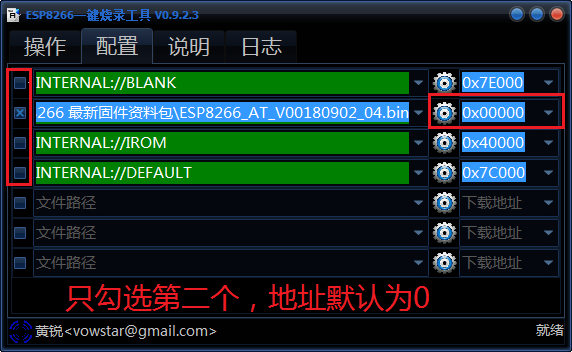 ESP8266一鍵烧录工具 V0.9.2.3
操作 配置 说明 日志
INTERNAL://BLANK 0x7E000
266 最新固件资料包\ESP8266_AT_V00180902_04.bin 0x00000
INTERNAL://IROM 0x40000
INTERNAL://DEFAULT 0x7C000
文件路径 下载地址
文件路径 下载地址
文件路径 下载地址
只勾选第二个，地址默认为0
黄锐<vowstar@gmail.com> 就绪